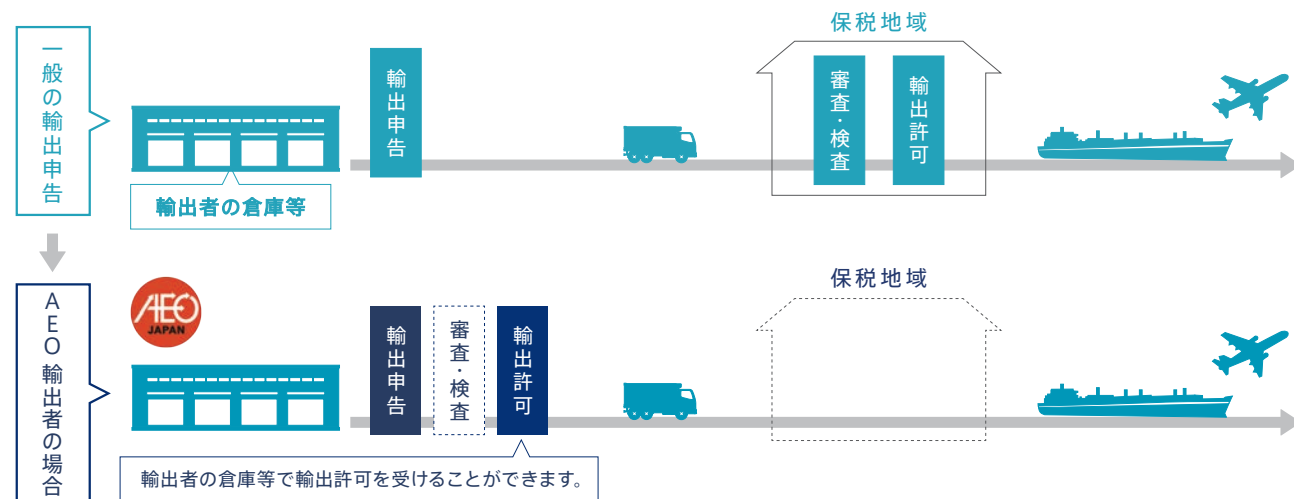 一般の輸出申告
輸出申告
保税地域
審査・検査
輸出許可
輸出者の倉庫等
AEO輸出者の場合
AEO
JAPAN
輸出申告
審査・検査
輸出許可
保税地域
輸出者の倉庫等で輸出許可を受けることができます。